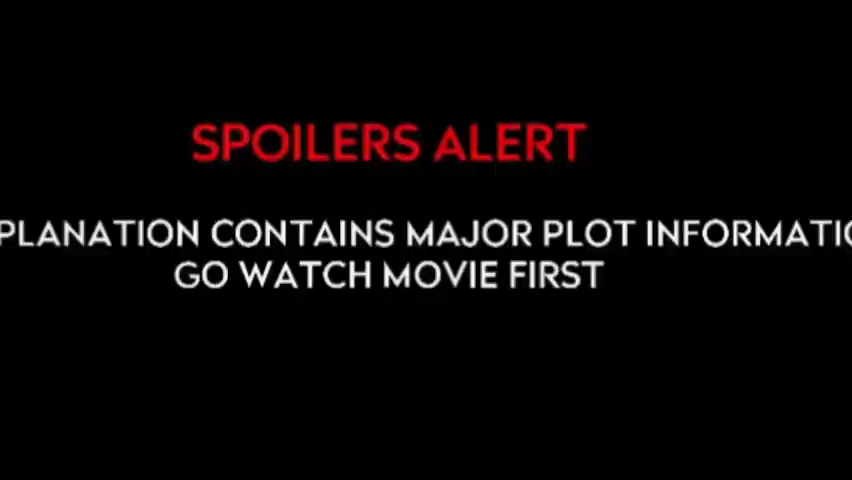 SPOILERS ALERT
PLANATION CONTAINS MAJOR PLOT INFORMATIO
GO WATCH MOVIE FIRST